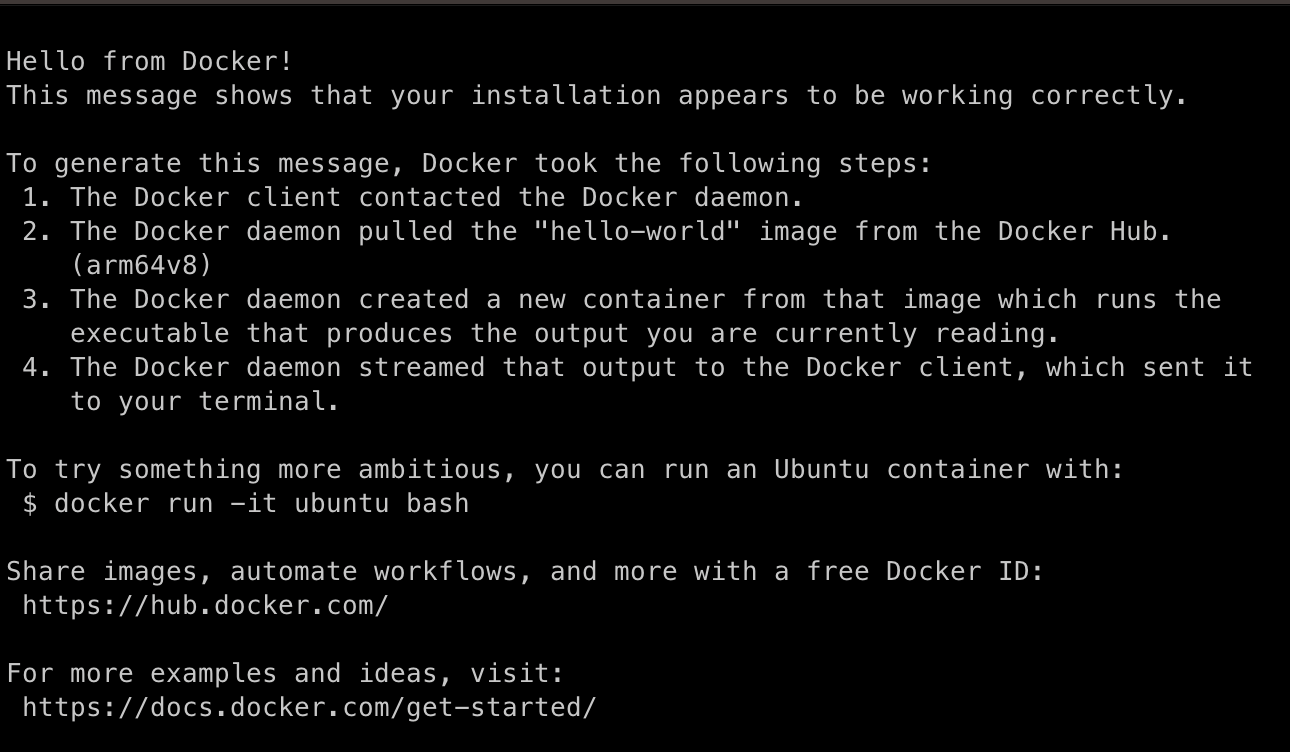 Hello from Docker!
This message shows that your installation appears to be working correctly.

To generate this message, Docker took the following steps:
 1. The Docker client contacted the Docker daemon.
 2. The Docker daemon pulled the "hello-world" image from the Docker Hub.
    (arm64v8)
 3. The Docker daemon created a new container from that image which runs the
    executable that produces the output you are currently reading.
 4. The Docker daemon streamed that output to the Docker client, which sent it
    to your terminal.

To try something more ambitious, you can run an Ubuntu container with:
 $ docker run -it ubuntu bash

Share images, automate workflows, and more with a free Docker ID:
 https://hub.docker.com/

For more examples and ideas, visit:
 https://docs.docker.com/get-started/